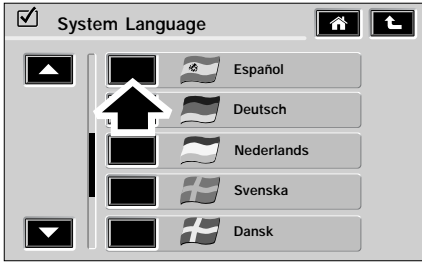 System Language
Español
Deutsch
Nederlands
Svenska
Dansk